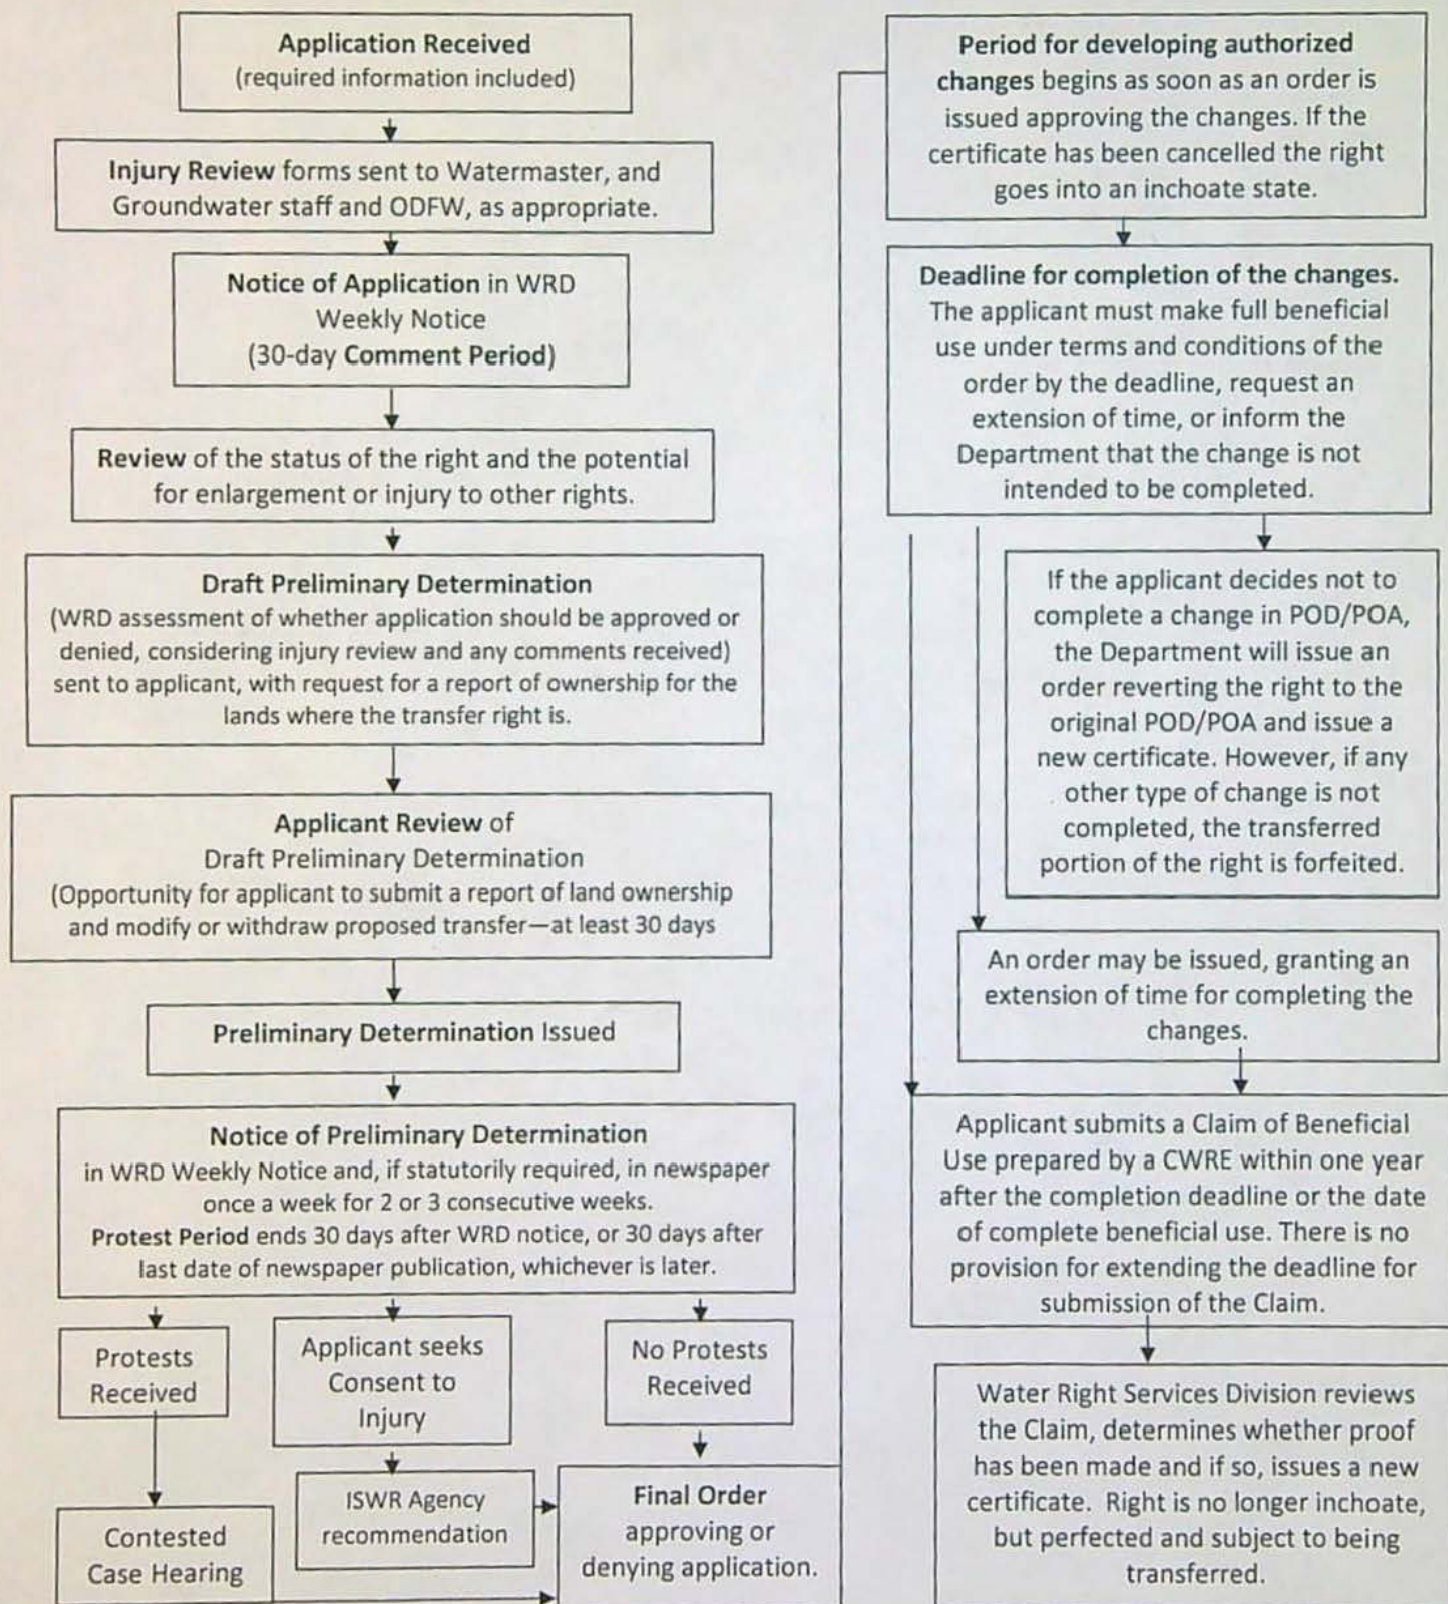 Application Received
(required information included)
Injury Review forms sent to Watermaster, and
Groundwater staff and ODFW, as appropriate.
Notice of Application in WRD
Weekly Notice
(30-day Comment Period)
Review of the status of the right and the potential
for enlargement or injury to other rights.
Draft Preliminary Determination
(WRD assessment of whether application should be approved or
denied, considering injury review and any comments received)
sent to applicant, with request for a report of ownership for the
lands where the transfer right is.
Applicant Review of
Draft Preliminary Determination
(Opportunity for applicant to submit a report of land ownership
and modify or withdraw proposed transfer—at least 30 days
Preliminary Determination Issued
Notice of Preliminary Determination
in WRD Weekly Notice and, if statutorily required, in newspaper
once a week for 2 or 3 consecutive weeks.
Protest Period ends 30 days after WRD notice, or 30 days after
last date of newspaper publication, whichever is later.
Protests
Received
Applicant seeks
Consent to
Injury
No Protests
Received
Contested
Case Hearing
ISWR Agency
recommendation
Final Order
approving or
denying application.
Period for developing authorized
changes begins as soon as an order is
issued approving the changes. If the
certificate has been cancelled the right
goes into an inchoate state.
Deadline for completion of the changes.
The applicant must make full beneficial
use under terms and conditions of the
order by the deadline, request an
extension of time, or inform the
Department that the change is not
intended to be completed.
If the applicant decides not to
complete a change in POD/POA,
the Department will issue an
order reverting the right to the
original POD/POA and issue a
new certificate. However, if any
other type of change is not
completed, the transferred
portion of the right is forfeited.
An order may be issued, granting an
extension of time for completing the
changes.
Applicant submits a Claim of Beneficial
Use prepared by a CWRE within one year
after the completion deadline or the date
of complete beneficial use. There is no
provision for extending the deadline for
submission of the Claim.
Water Right Services Division reviews
the Claim, determines whether proof
has been made and if so, issues a new
certificate. Right is no longer inchoate,
but perfected and subject to being
transferred.